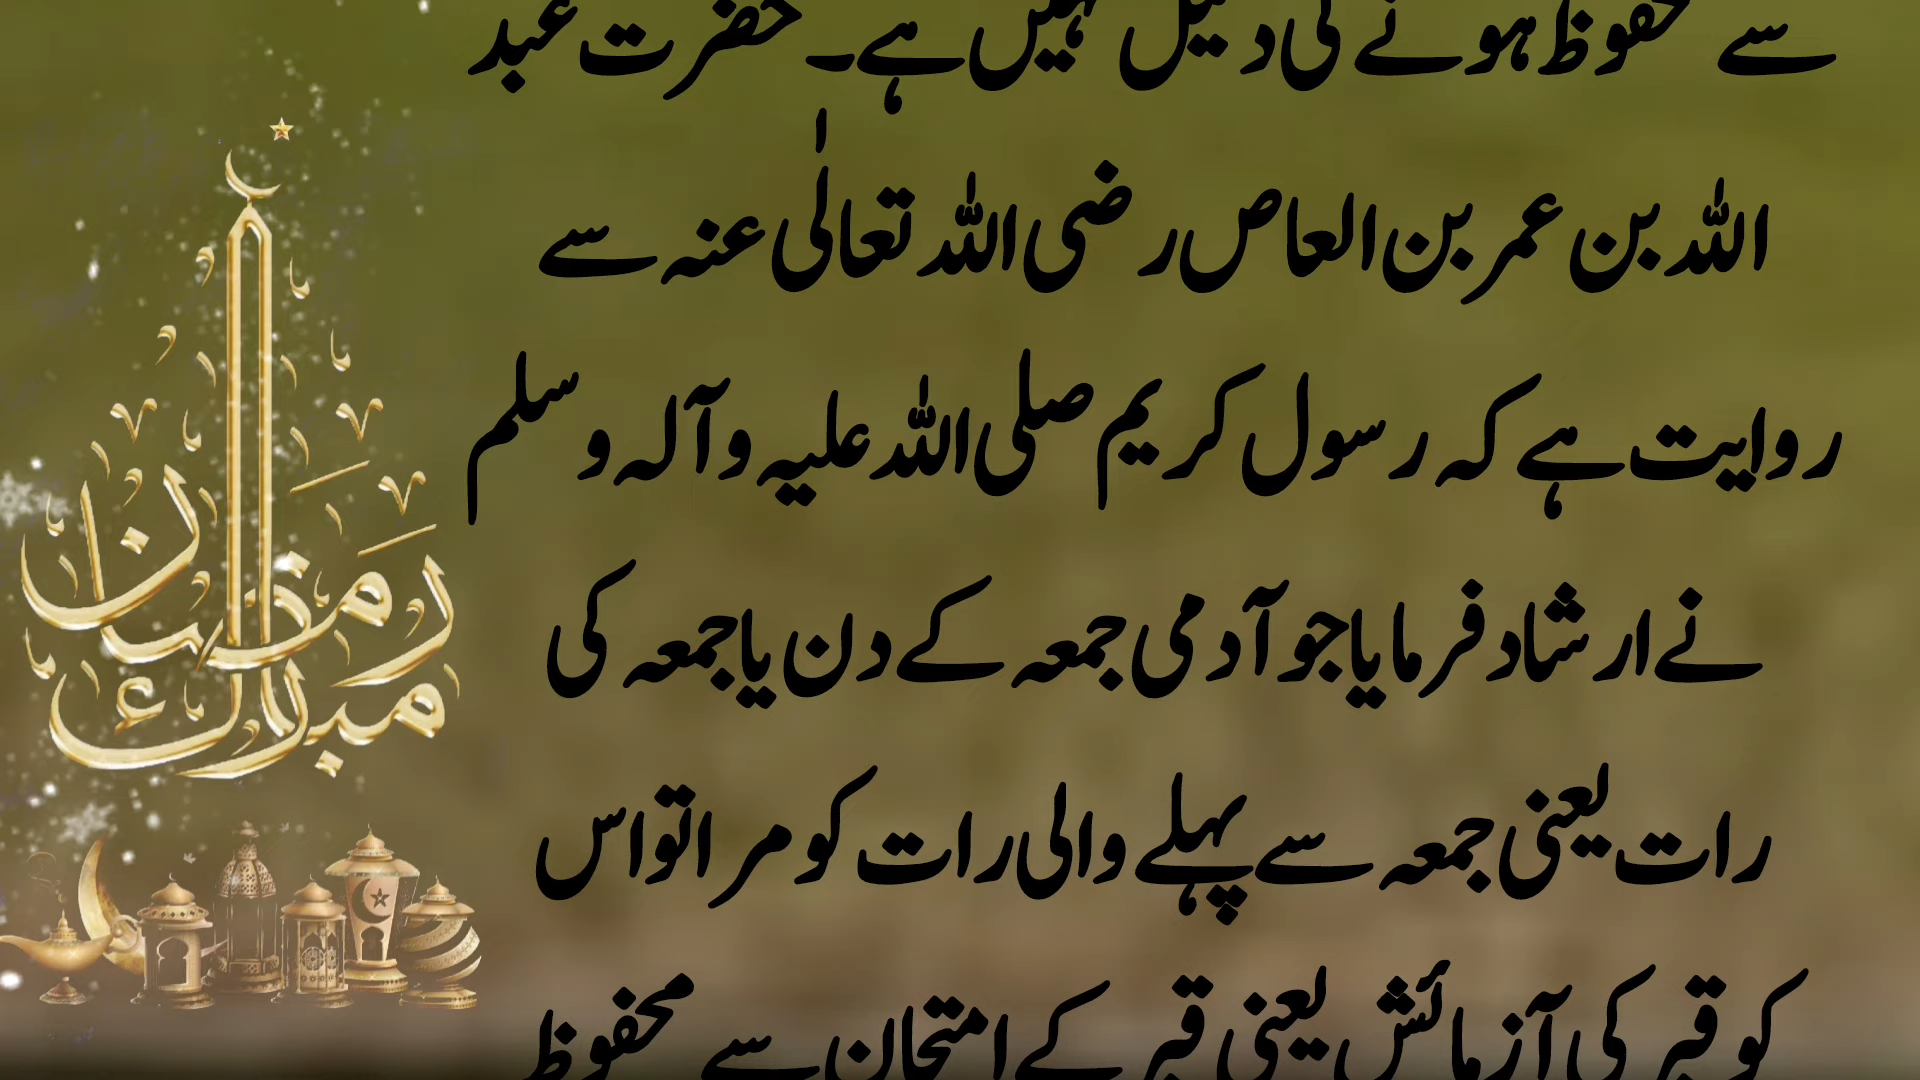 سے محفوظ ہونے کی دلیل نہیں ہے۔ حضرت عبد
اللہ بن عمر بن العاص رضی اللہ تعالیٰ عنہ سے
روایت ہے کہ رسول کریم صلی اللہ علیہ و آلہ و سلم
نے ارشاد فرمایا جو آدمی جمعہ کے دن یا جمعہ کی
رات یعنی جمعہ سے پہلے والی رات کو مرا تو اس
کو قبر کی آزمائش یعنی قبر کے امتحان سے محفوظ
رمضان
مبارك